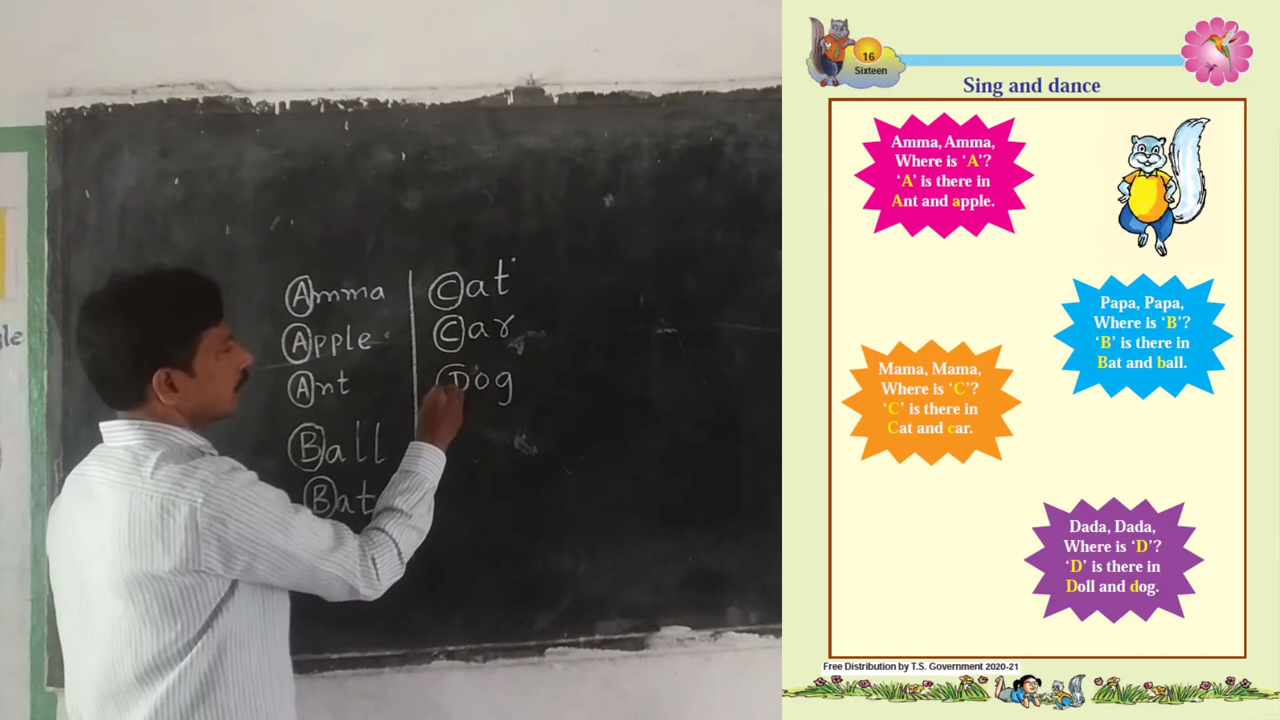 gle
Amma
Apple
Ant
Ball
Bat
Cat
Car
Dog
16
Sixteen
Sing and dance
Amma, Amma,
Where is ‘A’?
‘A’ is there in
Ant and apple.
Papa, Papa,
Where is ‘B’?
‘B’ is there in
Bat and ball.
Mama, Mama,
Where is ‘C’?
‘C’ is there in
Cat and car.
Dada, Dada,
Where is ‘D’?
‘D’ is there in
Doll and dog.
Free Distribution by T.S. Government 2020-21